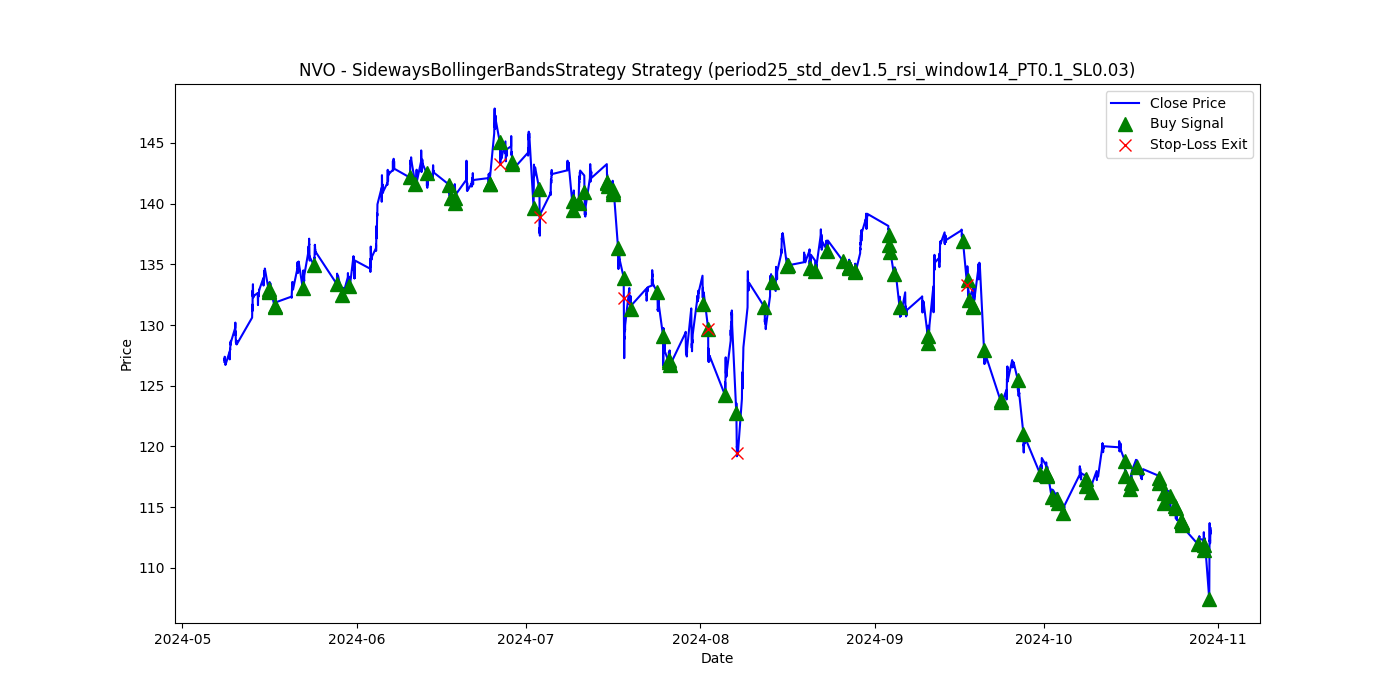 NVO - SidewaysBollingerBandsStrategy Strategy (period25_std_dev1.5_rsi_window14_PT0.1_SL0.03)
Close Price
Buy Signal
Stop-Loss Exit
Price
145
140
135
130
125
120
115
110
2024-05
2024-06
2024-07
2024-08
2024-09
2024-10
2024-11
Date